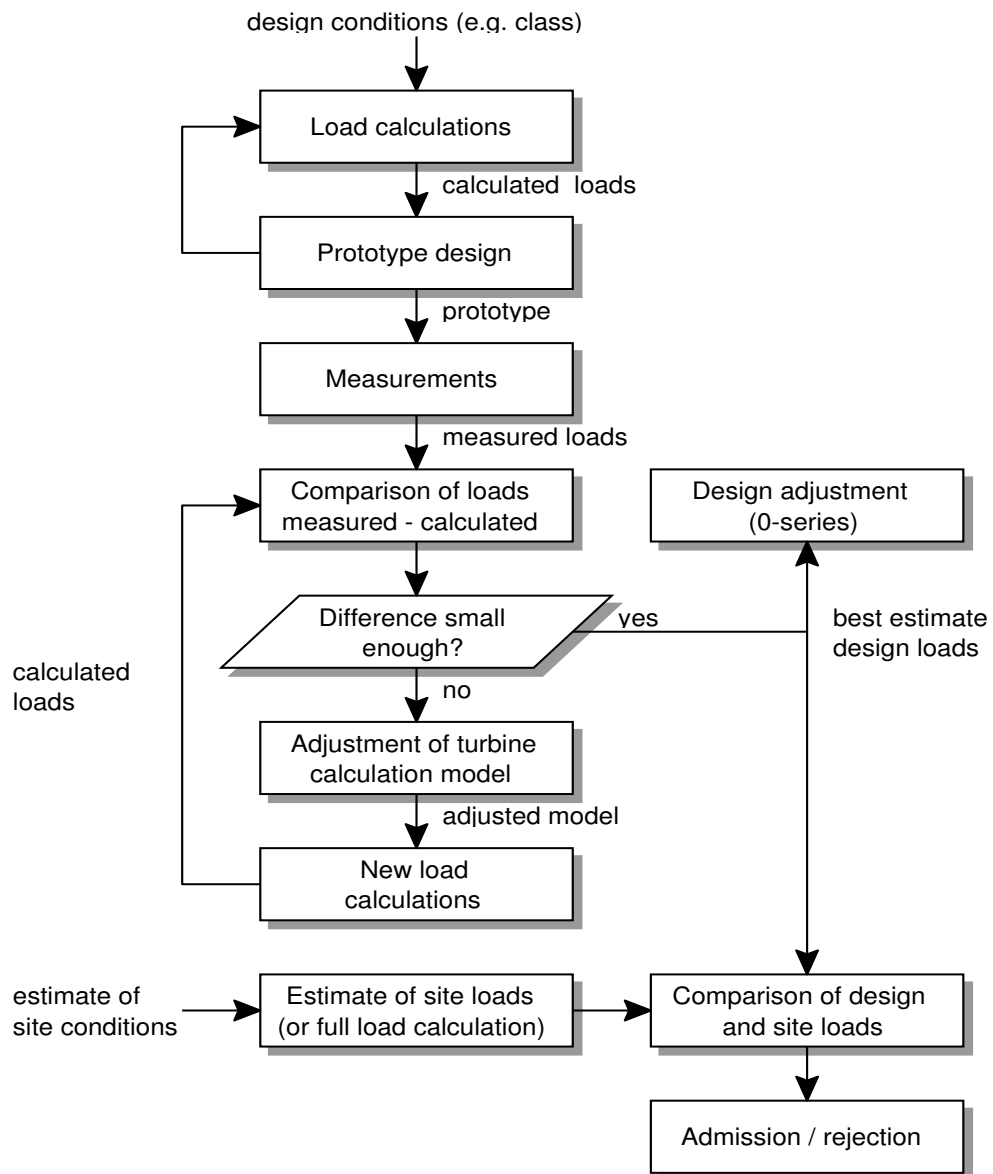 design conditions (e.g. class)
Load calculations
calculated loads
Prototype design
prototype
Measurements
measured loads
Comparison of loads
measured - calculated
Design adjustment
(0-series)
Difference small
enough?
yes
best estimate
design loads
no
calculated
loads
Adjustment of turbine
calculation model
adjusted model
New load
calculations
estimate of
site conditions
Estimate of site loads
(or full load calculation)
Comparison of design
and site loads
Admission / rejection